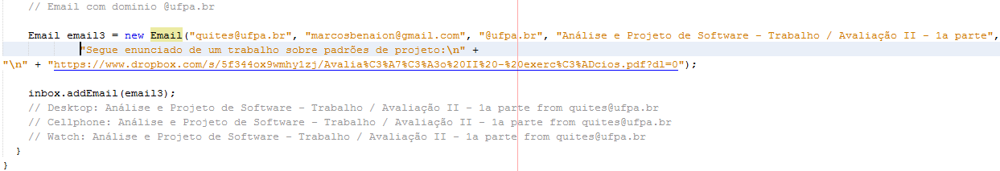 // Email com dominio @ufpa.br
Email email3 = new Email("quites@ufpa.br", "marcosbenaion@gmail.com", "@ufpa.br", "Análise e Projeto de Software - Trabalho / Avaliação II - 1a parte",
"Segue enunciado de um trabalho sobre padrões de projeto:\n" +
"\n" + "https://www.dropbox.com/s/5f344ox9wmhy1zj/Avalia%C3%A7%C3%A3o%20II%20-%20exerc%C3%ADcios.pdf?dl=0");
inbox.addEmail(email3);
// Desktop: Análise e Projeto de Software - Trabalho / Avaliação II - 1a parte from quites@ufpa.br
// Cellphone: Análise e Projeto de Software - Trabalho / Avaliação II - 1a parte from quites@ufpa.br
// Watch: Análise e Projeto de Software - Trabalho / Avaliação II - 1a parte from quites@ufpa.br
}
}